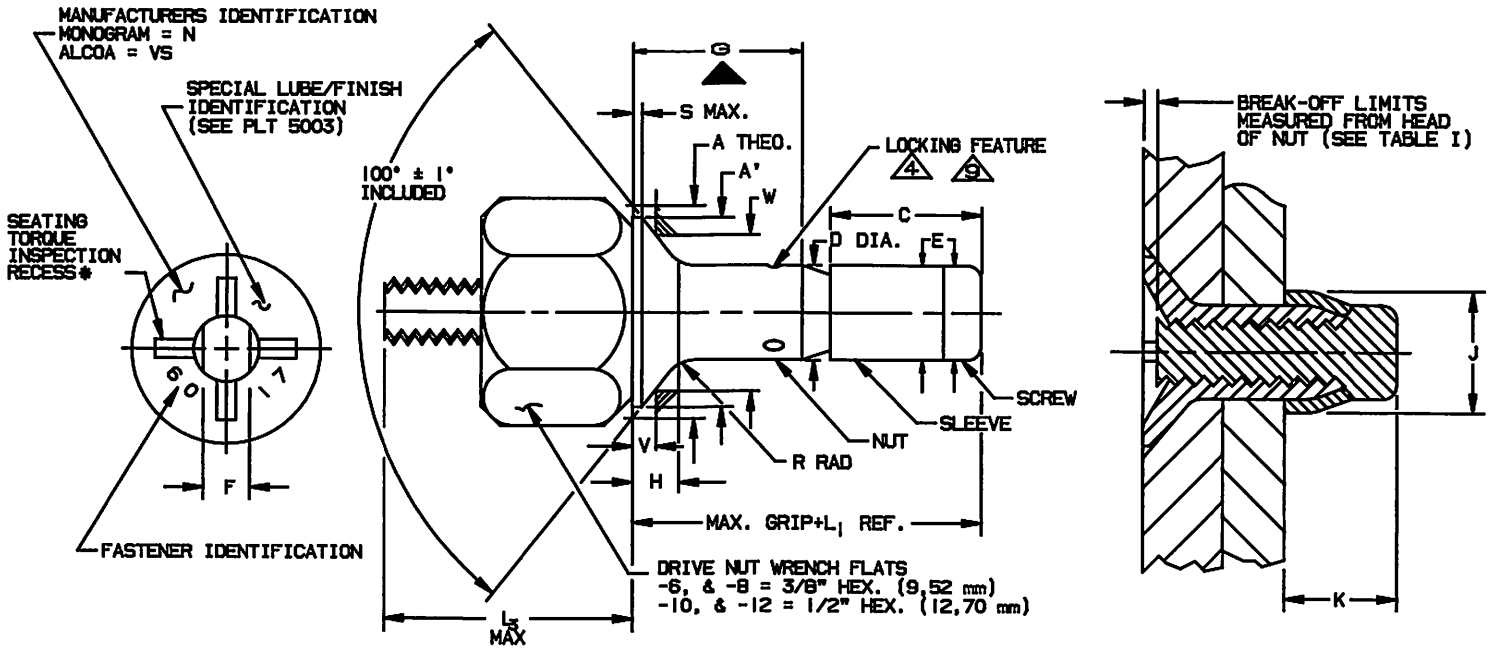 MANUFACTURERS IDENTIFICATION
MONOGRAM = N
ALCOA = VS
SPECIAL LUBE/FINISH
IDENTIFICATION
(SEE PLT 5003)
SEATING
TORQUE
INSPECTION
RECESS*
60 17
F
FASTENER IDENTIFICATION
100° ± 1°
INCLUDED
G
S MAX.
A THEO.
A'
W
LOCKING FEATURE
4 9
C
D DIA.
E
SCREW
SLEEVE
NUT
R RAD
V
H
MAX. GRIP+L1 REF.
DRIVE NUT WRENCH FLATS
-6, & -8 = 3/8" HEX. (9,52 mm)
-10, & -12 = 1/2" HEX. (12,70 mm)
L3
MAX
BREAK-OFF LIMITS
MEASURED FROM HEAD
OF NUT (SEE TABLE I)
J
K